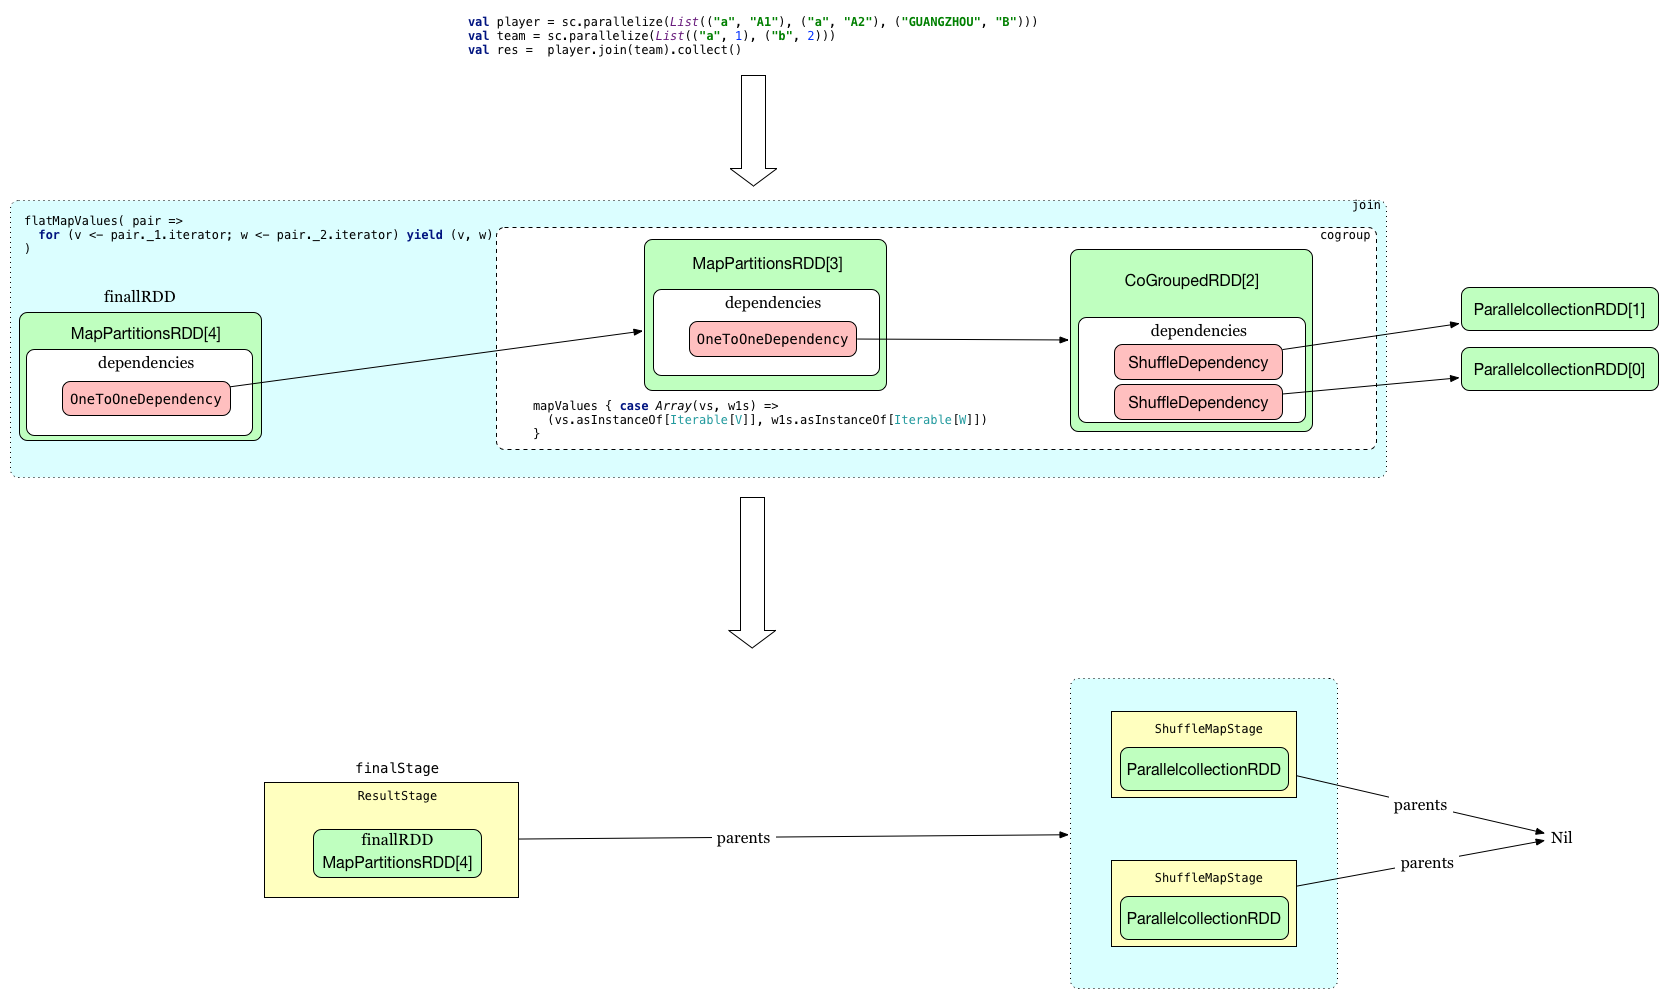 val player = sc.parallelize(List(("a", "A1"), ("a", "A2"), ("GUANGZHOU", "B")))
val team = sc.parallelize(List(("a", 1), ("b", 2)))
val res =  player.join(team).collect()
join
flatMapValues( pair =>
  for (v <- pair._1.iterator; w <- pair._2.iterator) yield (v, w)
)
cogroup
MapPartitionsRDD[3]
dependencies
OneToOneDependency
CoGroupedRDD[2]
dependencies
ShuffleDependency
ShuffleDependency
ParallelcollectionRDD[1]
ParallelcollectionRDD[0]
finallRDD
MapPartitionsRDD[4]
dependencies
OneToOneDependency
mapValues { case Array(vs, w1s) =>
  (vs.asInstanceOf[Iterable[V]], w1s.asInstanceOf[Iterable[W]])
}
finalStage
ResultStage
finallRDD
MapPartitionsRDD[4]
parents
ShuffleMapStage
ParallelcollectionRDD
ShuffleMapStage
ParallelcollectionRDD
parents
parents
Nil